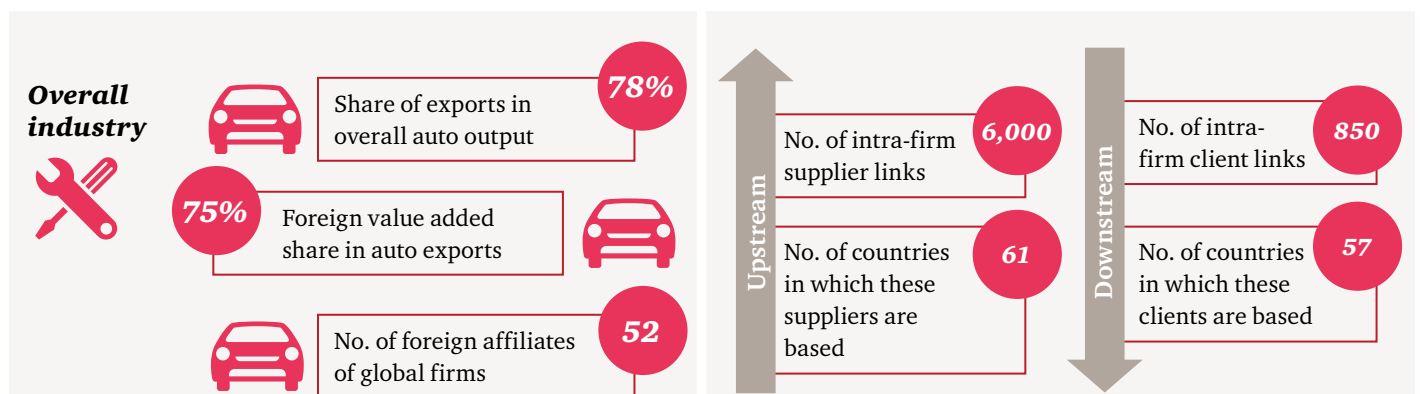 Overall
industry
Share of exports in
overall auto output
78%
75%
Foreign value added
share in auto exports
No. of foreign affiliates
of global firms
52
Upstream
No. of intra-firm
supplier links
6,000
No. of countries
in which these
suppliers are
based
61
Downstream
No. of intra-
firm client links
850
No. of countries
in which these
clients are based
57